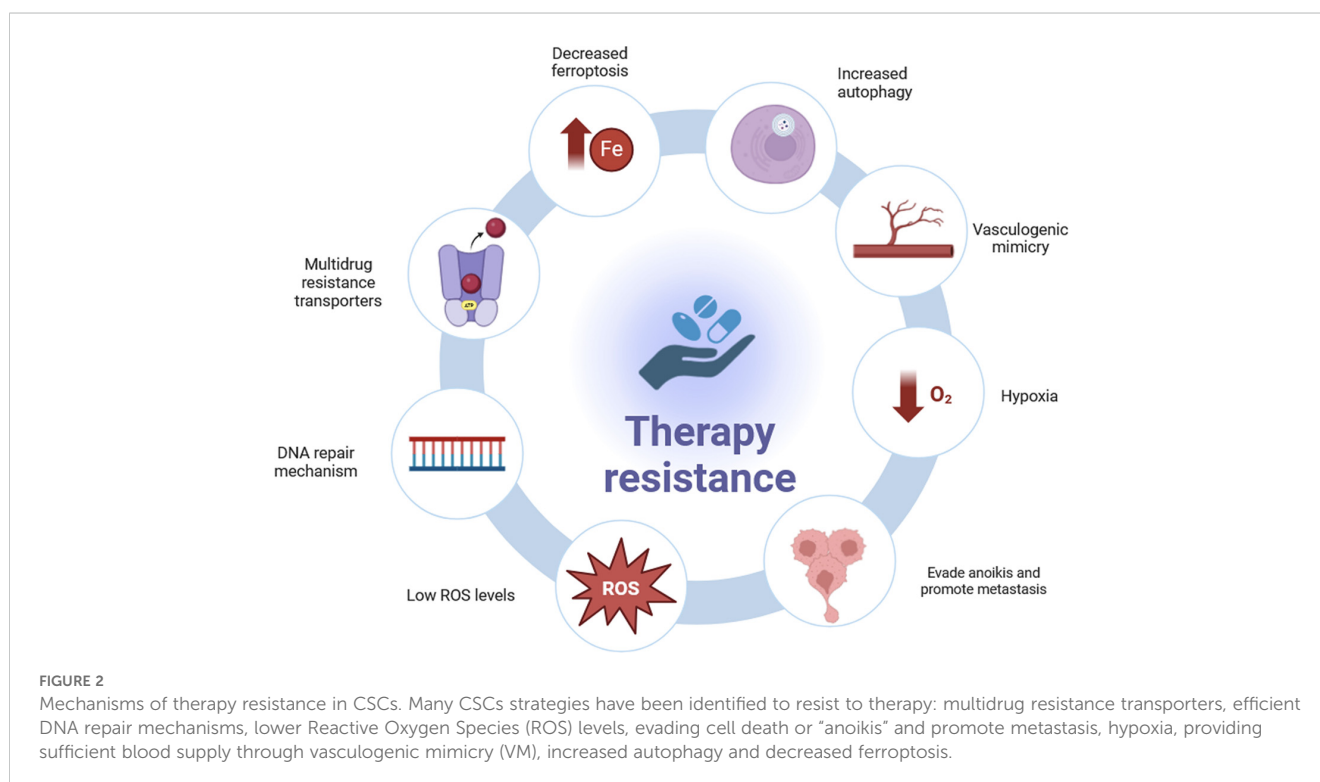 Decreased
ferroptosis
Fe
Increased
autophagy
Vasculogenic
mimicry
O₂
Hypoxia
Evade anoikis and
promote metastasis
ROS
Low ROS levels
DNA repair
mechanism
Multidrug
resistance
transporters
ATP
Therapy
resistance
FIGURE 2
Mechanisms of therapy resistance in CSCs. Many CSCs strategies have been identified to resist to therapy: multidrug resistance transporters, efficient
DNA repair mechanisms, lower Reactive Oxygen Species (ROS) levels, evading cell death or “anoikis” and promote metastasis, hypoxia, providing
sufficient blood supply through vasculogenic mimicry (VM), increased autophagy and decreased ferroptosis.